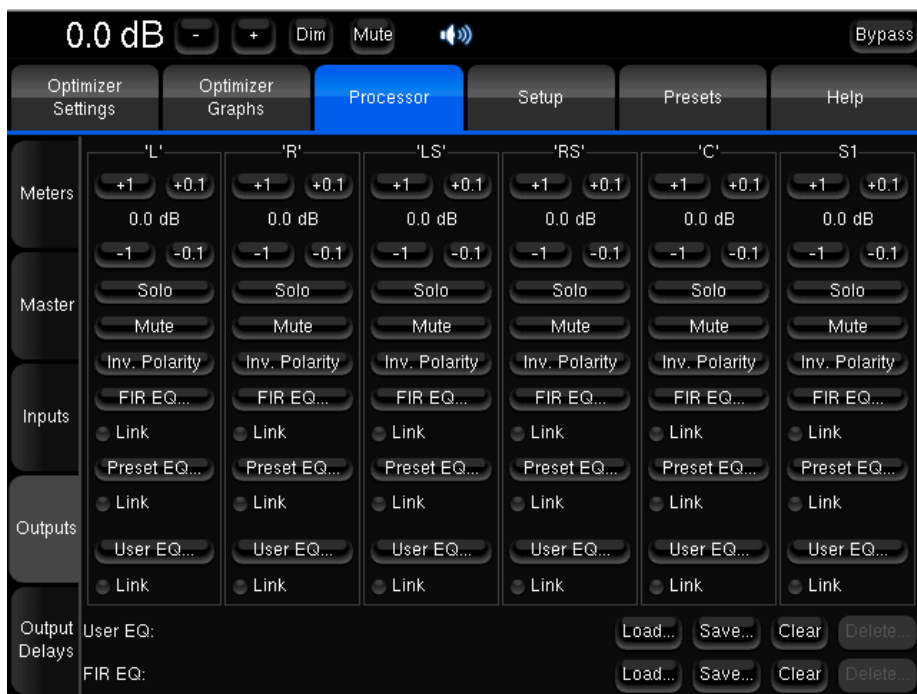 0.0 dB - + Dim Mute Bypass
Optimizer Settings Optimizer Graphs Processor Setup Presets Help
Meters
Master
Inputs
Outputs
Output Delays
'L' 'R' 'LS' 'RS' 'C' S1
+1 +0.1 +1 +0.1 +1 +0.1 +1 +0.1 +1 +0.1 +1 +0.1
0.0 dB 0.0 dB 0.0 dB 0.0 dB 0.0 dB 0.0 dB
-1 -0.1 -1 -0.1 -1 -0.1 -1 -0.1 -1 -0.1 -1 -0.1
Solo Solo Solo Solo Solo Solo
Mute Mute Mute Mute Mute Mute
Inv. Polarity Inv. Polarity Inv. Polarity Inv. Polarity Inv. Polarity Inv. Polarity
FIR EQ... FIR EQ... FIR EQ... FIR EQ... FIR EQ... FIR EQ...
Link Link Link Link Link Link
Preset EQ... Preset EQ... Preset EQ... Preset EQ... Preset EQ... Preset EQ...
Link Link Link Link Link Link
User EQ... User EQ... User EQ... User EQ... User EQ... User EQ...
Link Link Link Link Link Link
User EQ: Load... Save... Clear Delete...
FIR EQ: Load... Save... Clear Delete...